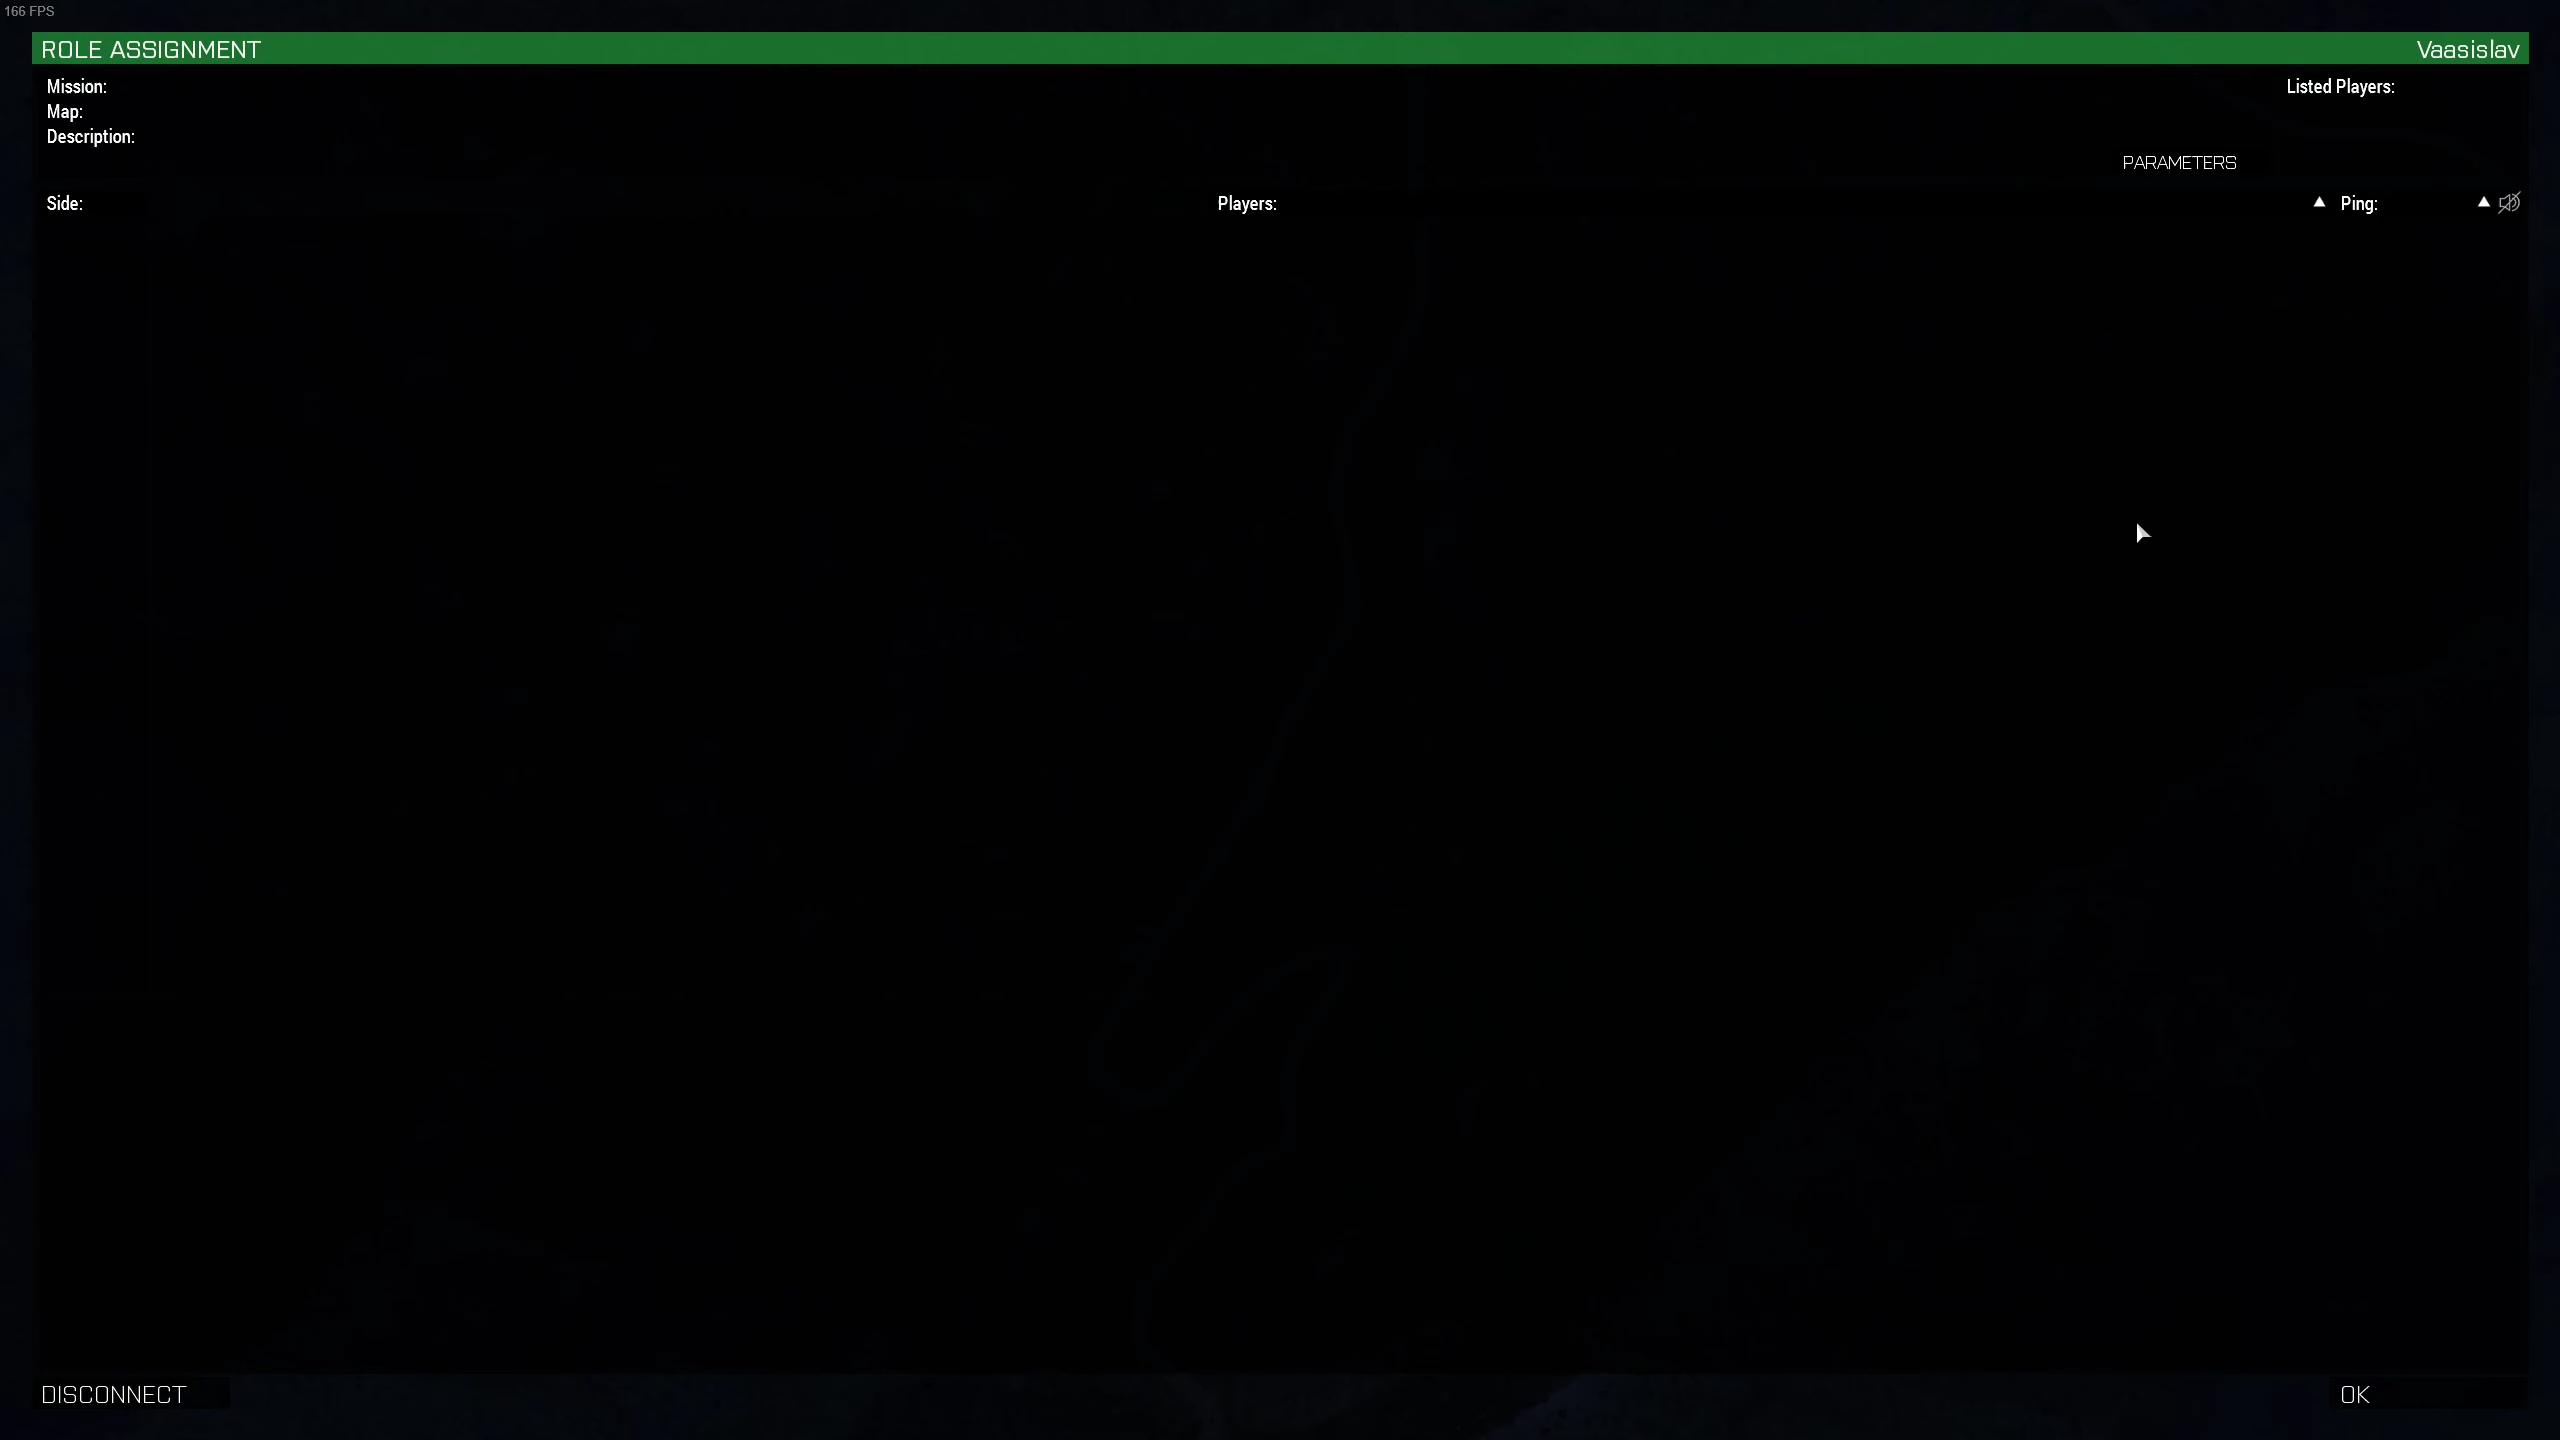 166 FPS
ROLE ASSIGNMENT
Vaasislav
Mission:
Listed Players:
Map:
Description:
PARAMETERS
Side:
Players:
Ping:
DISCONNECT
OK